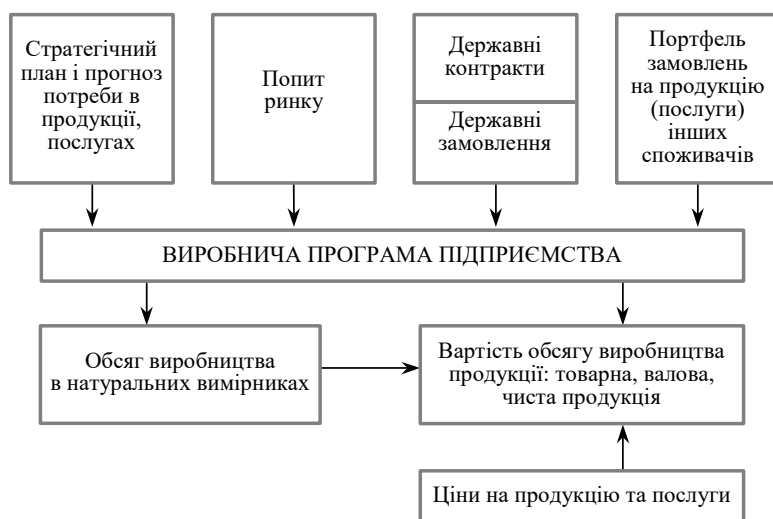 Стратегічний
план і прогноз
потреби в
продукції,
послугах
Попит
ринку
Державні
контракти
Державні
замовлення
Портфель
замовлень
на продукцію
(послуги)
інших
споживачів
ВИРОБНИЧА ПРОГРАМА ПІДПРИЄМСТВА
Обсяг виробництва
в натуральних вимірниках
Вартість обсягу виробництва
продукції: товарна, валова,
чиста продукція
Ціни на продукцію та послуги